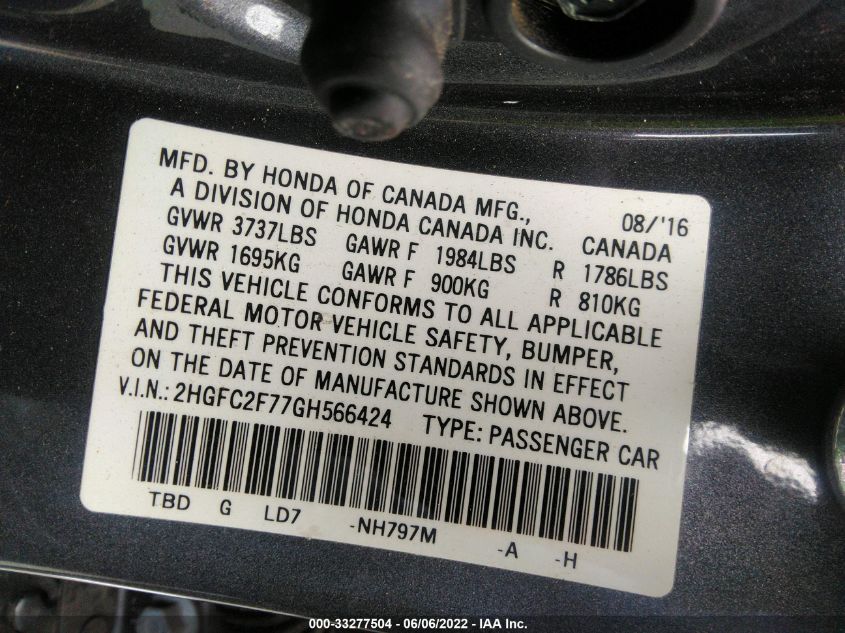 MFD. BY HONDA OF CANADA MFG., 08/'16
A DIVISION OF HONDA CANADA INC. CANADA
GVWR 3737LBS GAWR F 1984LBS R 1786LBS
GVWR 1695KG GAWR F 900KG R 810KG
THIS VEHICLE CONFORMS TO ALL APPLICABLE
FEDERAL MOTOR VEHICLE SAFETY, BUMPER,
AND THEFT PREVENTION STANDARDS IN EFFECT
ON THE DATE OF MANUFACTURE SHOWN ABOVE.
V.I.N.: 2HGFC2F77GH566424 TYPE: PASSENGER CAR
TBD G LD7 -NH797M -A -H
000-33277504 - 06/06/2022 - IAA Inc.